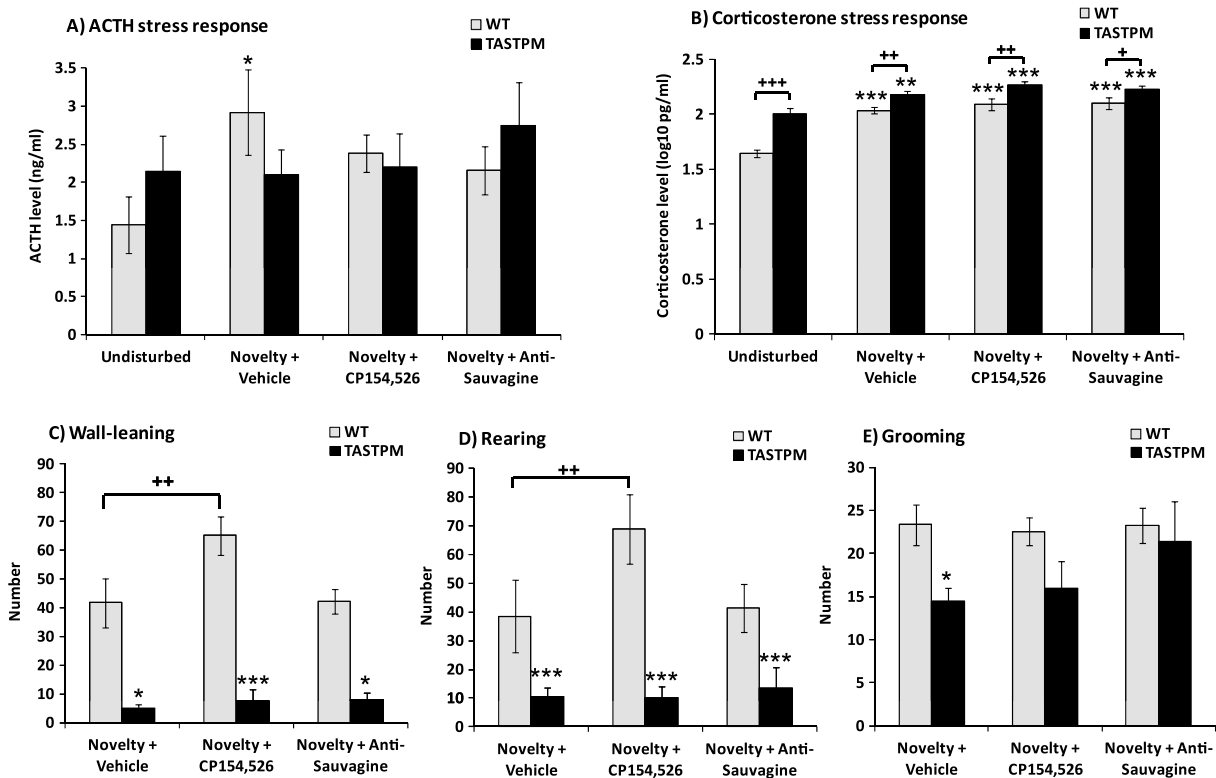 A) ACTH stress response
WT
TASTPM
ACTH level (ng/ml)
3.5
3
2.5
2
1.5
1
0.5
0
*
Undisturbed
Novelty +
Vehicle
Novelty +
CP154,526
Novelty + Anti-
Sauvagine
B) Corticosterone stress response
WT
TASTPM
Corticosterone level (log10 pg/ml)
2.5
2
1.5
1
0.5
0
+++
++
++
+
*** **
*** ***
*** ***
Undisturbed
Novelty +
Vehicle
Novelty +
CP154,526
Novelty + Anti-
Sauvagine
C) Wall-leaning
WT
TASTPM
Number
90
80
70
60
50
40
30
20
10
0
++
*
***
*
Novelty +
Vehicle
Novelty +
CP154,526
Novelty + Anti-
Sauvagine
D) Rearing
WT
TASTPM
Number
90
80
70
60
50
40
30
20
10
0
++
***
***
***
Novelty +
Vehicle
Novelty +
CP154,526
Novelty + Anti-
Sauvagine
E) Grooming
WT
TASTPM
Number
30
25
20
15
10
5
0
*
Novelty +
Vehicle
Novelty +
CP154,526
Novelty + Anti-
Sauvagine